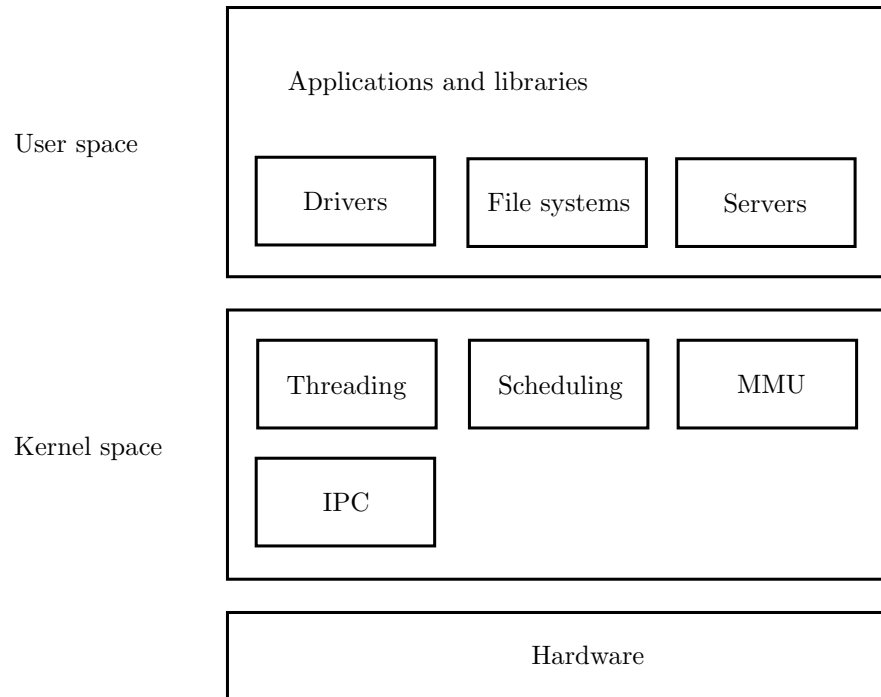 Applications and libraries
User space
Drivers
File systems
Servers
Threading
Scheduling
MMU
Kernel space
IPC
Hardware